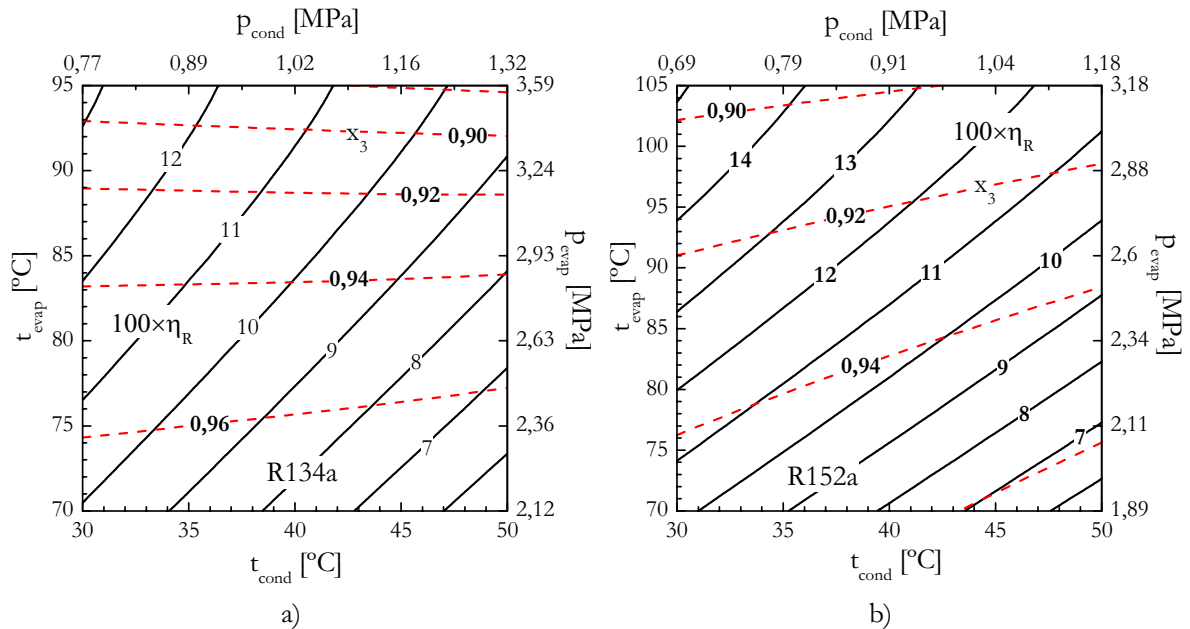 p_cond [MPa]
0,77 0,89 1,02 1,16 1,32
95 90 85 80 75 70
t_evap [ºC]
3,59 3,24 2,93 2,63 2,36 2,12
p_evap [MPa]
x_3
0,90
12
0,92
11
0,94
100×η_R
10
9
8
0,96
7
R134a
30 35 40 45 50
t_cond [ºC]
a)
p_cond [MPa]
0,69 0,79 0,91 1,04 1,18
105 100 95 90 85 80 75 70
t_evap [ºC]
3,18 2,88 2,6 2,34 2,11 1,89
p_evap [MPa]
0,90
100×η_R
14
13
x_3
0,92
12
11
10
0,94
9
8
7
R152a
30 35 40 45 50
t_cond [ºC]
b)